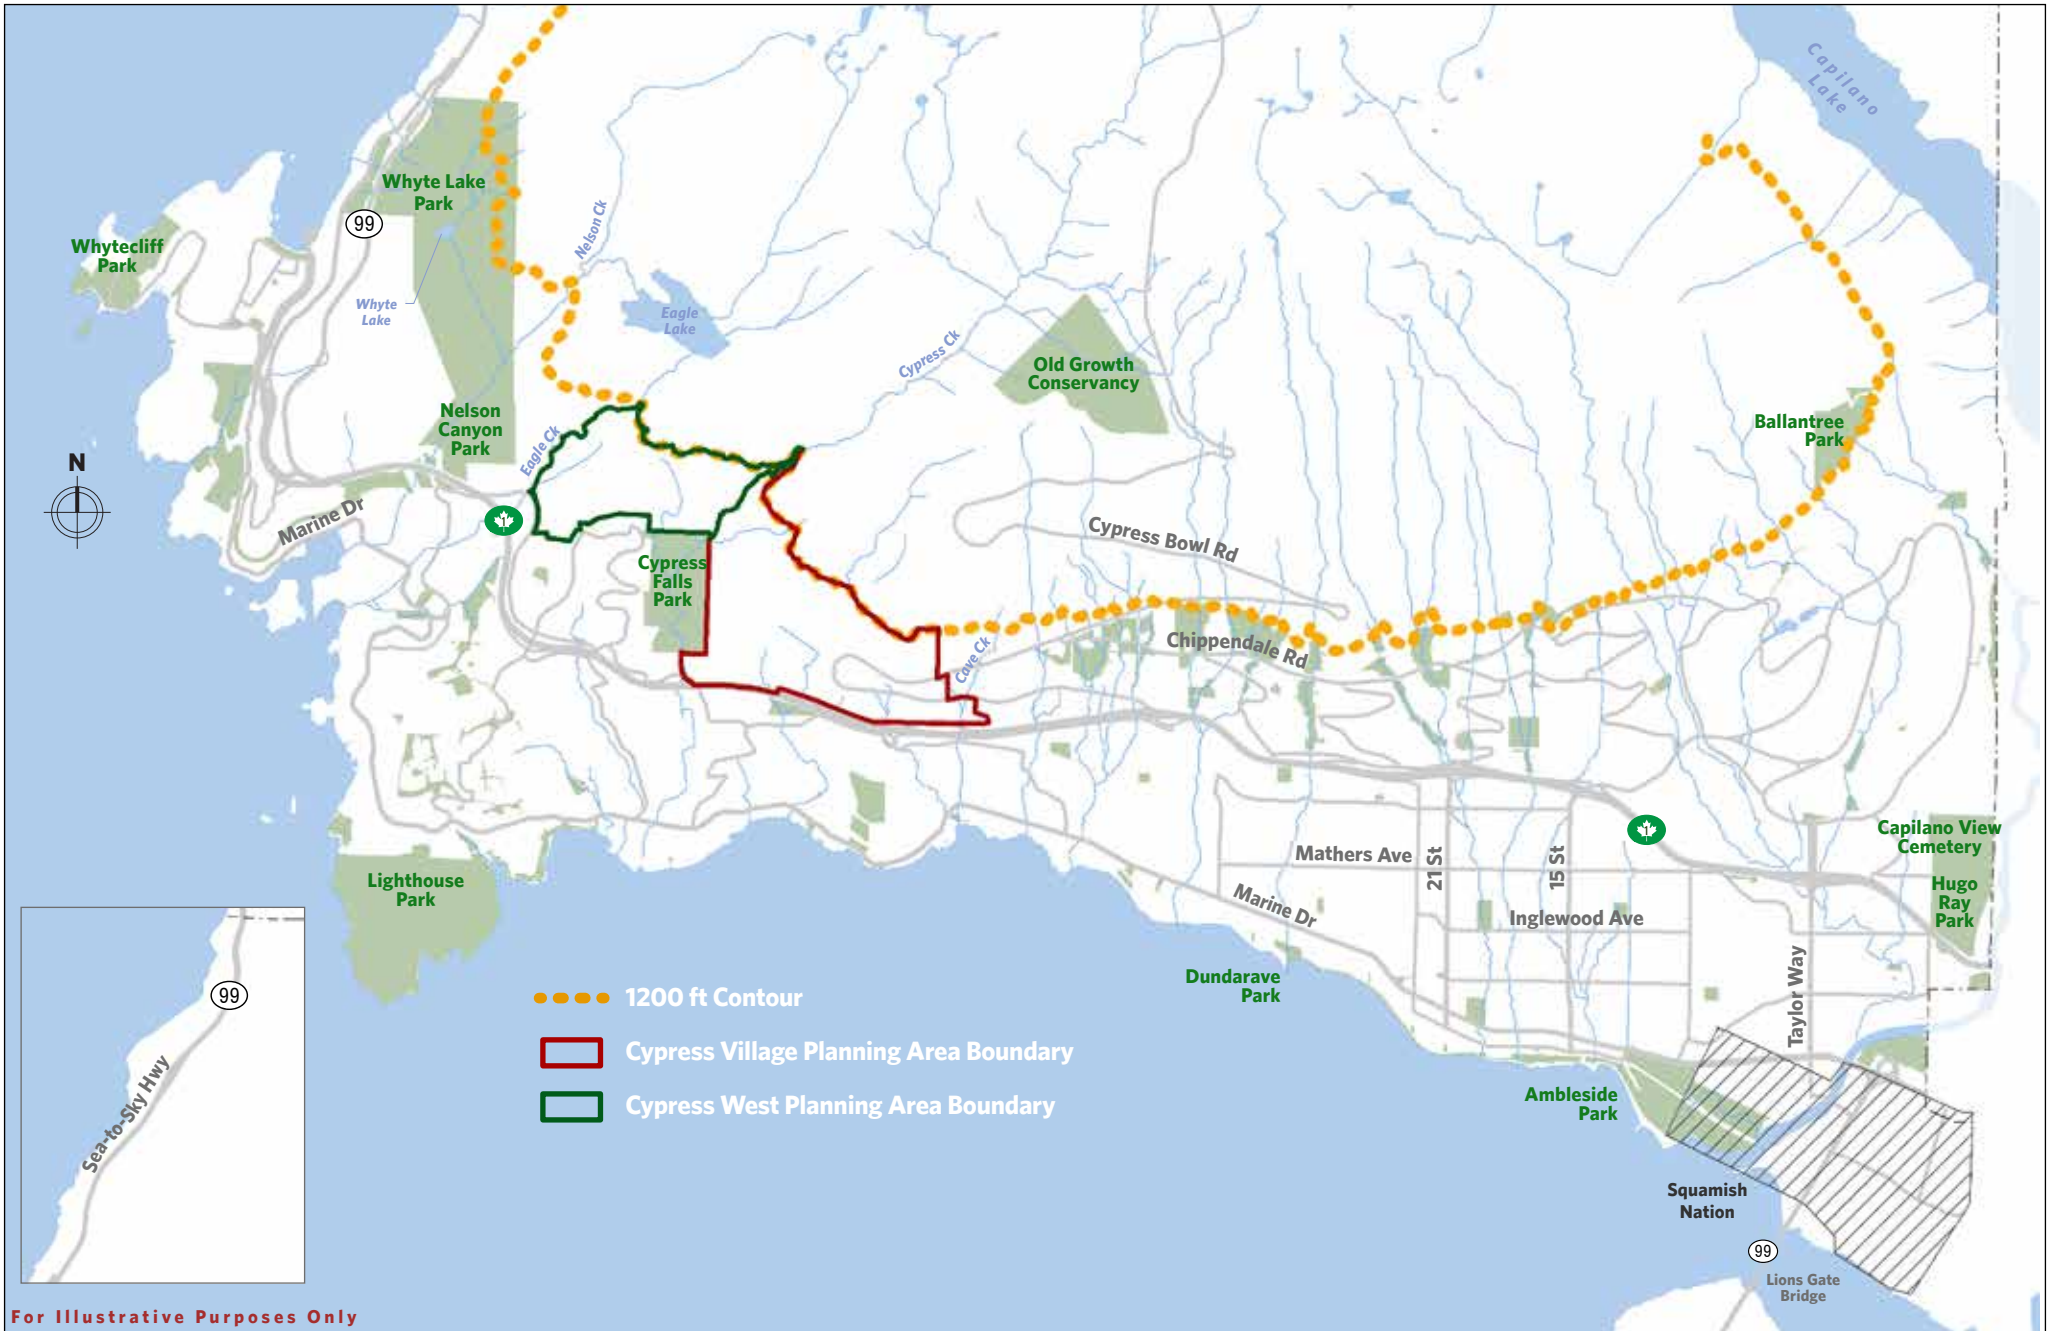 Capilano
Lake
Whyte Lake
Park
99
Whytecliff
Park
Nelson Ck
Whyte
Lake
Eagle
Lake
Cypress Ck
Old Growth
Conservancy
Nelson
Canyon
Park
Eagle Ck
Ballantree
Park
N
Marine Dr
1
Cypress Bowl Rd
Cypress
Falls
Park
Cave Ck
Chippendale Rd
1
Capilano View
Cemetery
Mathers Ave
21 St
15 St
Lighthouse
Park
Hugo
Ray
Park
Marine Dr
Inglewood Ave
Taylor Way
Dundarave
Park
99
Sea-to-Sky Hwy
1200 ft Contour
Cypress Village Planning Area Boundary
Cypress West Planning Area Boundary
Ambleside
Park
Squamish
Nation
99
Lions Gate
Bridge
For Illustrative Purposes Only